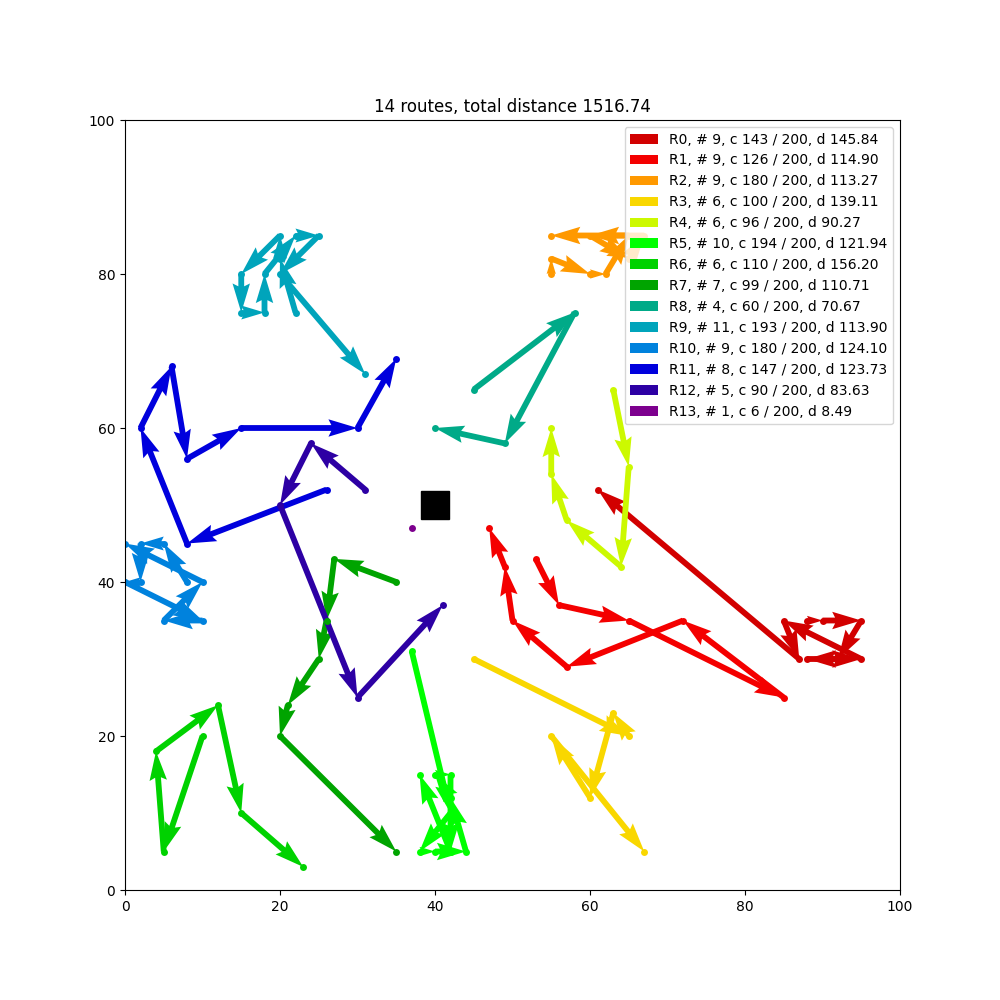 14 routes, total distance 1516.74
R0, # 9, c 143 / 200, d 145.84
R1, # 9, c 126 / 200, d 114.90
R2, # 9, c 180 / 200, d 113.27
R3, # 6, c 100 / 200, d 139.11
R4, # 6, c 96 / 200, d 90.27
R5, # 10, c 194 / 200, d 121.94
R6, # 6, c 110 / 200, d 156.20
R7, # 7, c 99 / 200, d 110.71
R8, # 4, c 60 / 200, d 70.67
R9, # 11, c 193 / 200, d 113.90
R10, # 9, c 180 / 200, d 124.10
R11, # 8, c 147 / 200, d 123.73
R12, # 5, c 90 / 200, d 83.63
R13, # 1, c 6 / 200, d 8.49
100
80
60
40
20
0
0 20 40 60 80 100